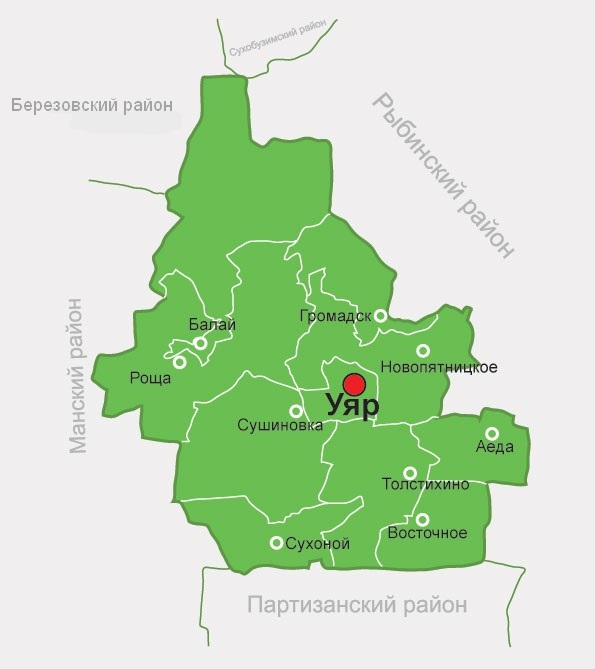 Сухобузимский район
Березовский район
Рыбинский район
Манский район
Громадск
Балай
Новопятницкое
Роща
Уяр
Сушиновка
Аеда
Толстихино
Восточное
Сухоной
Партизанский район